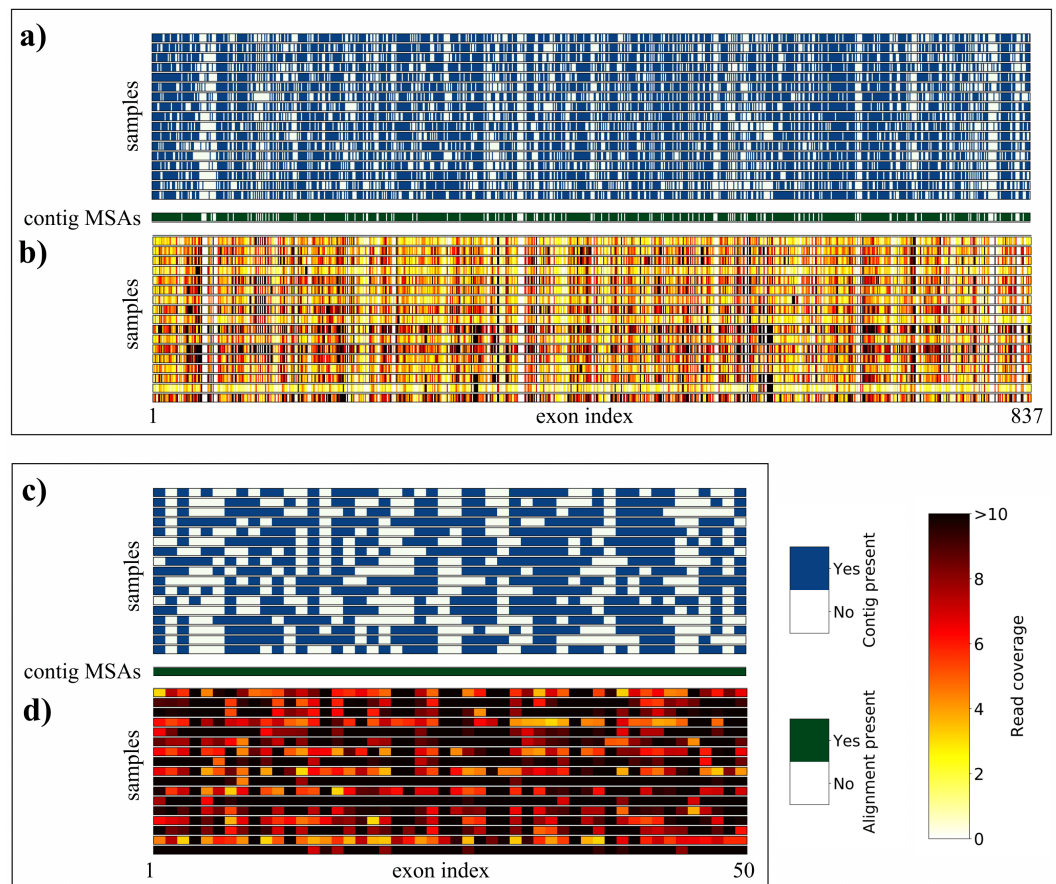 a)
samples
contig MSAs
b)
samples
1
exon index
837
c)
samples
contig MSAs
d)
samples
1
exon index
50
Yes
No
Contig present
Yes
No
Alignment present
>10
8
6
4
2
0
Read coverage